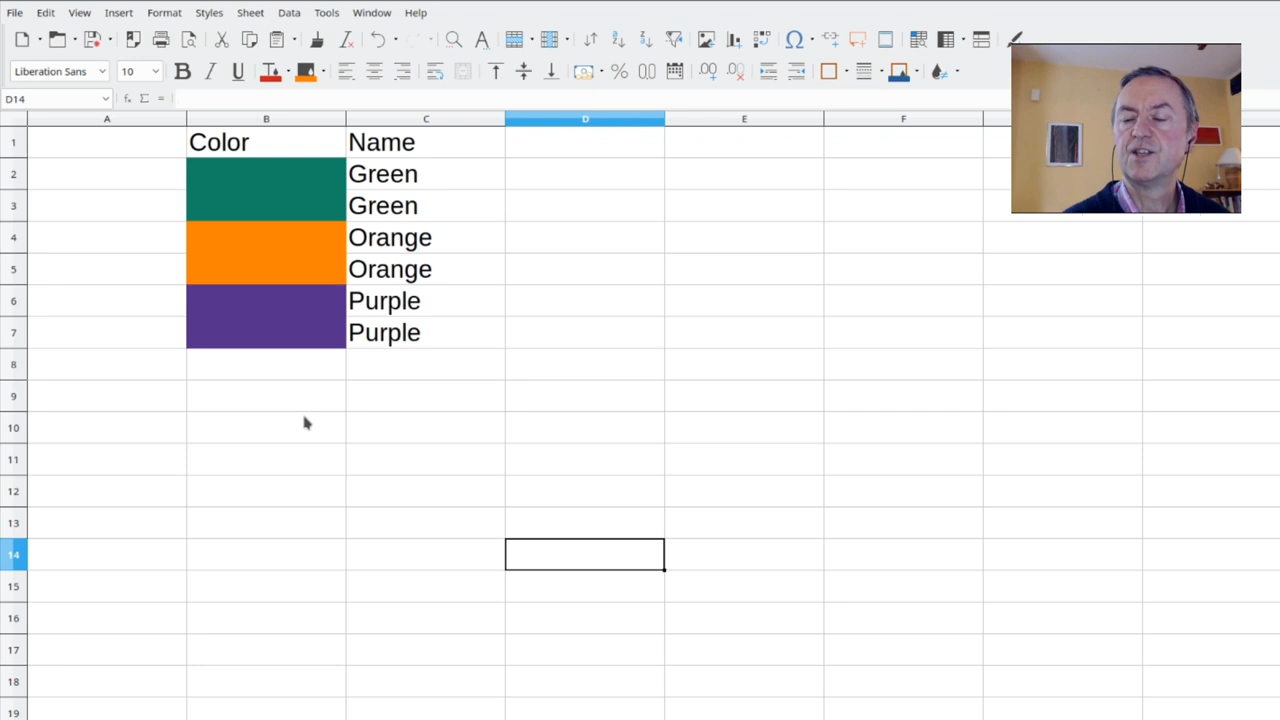 File Edit View Insert Format Styles Sheet Data Tools Window Help
Liberation Sans 10
D14
A B C D E F
1 Color Name
2 Green
3 Green
4 Orange
5 Orange
6 Purple
7 Purple
8
9
10
11
12
13
14
15
16
17
18
19